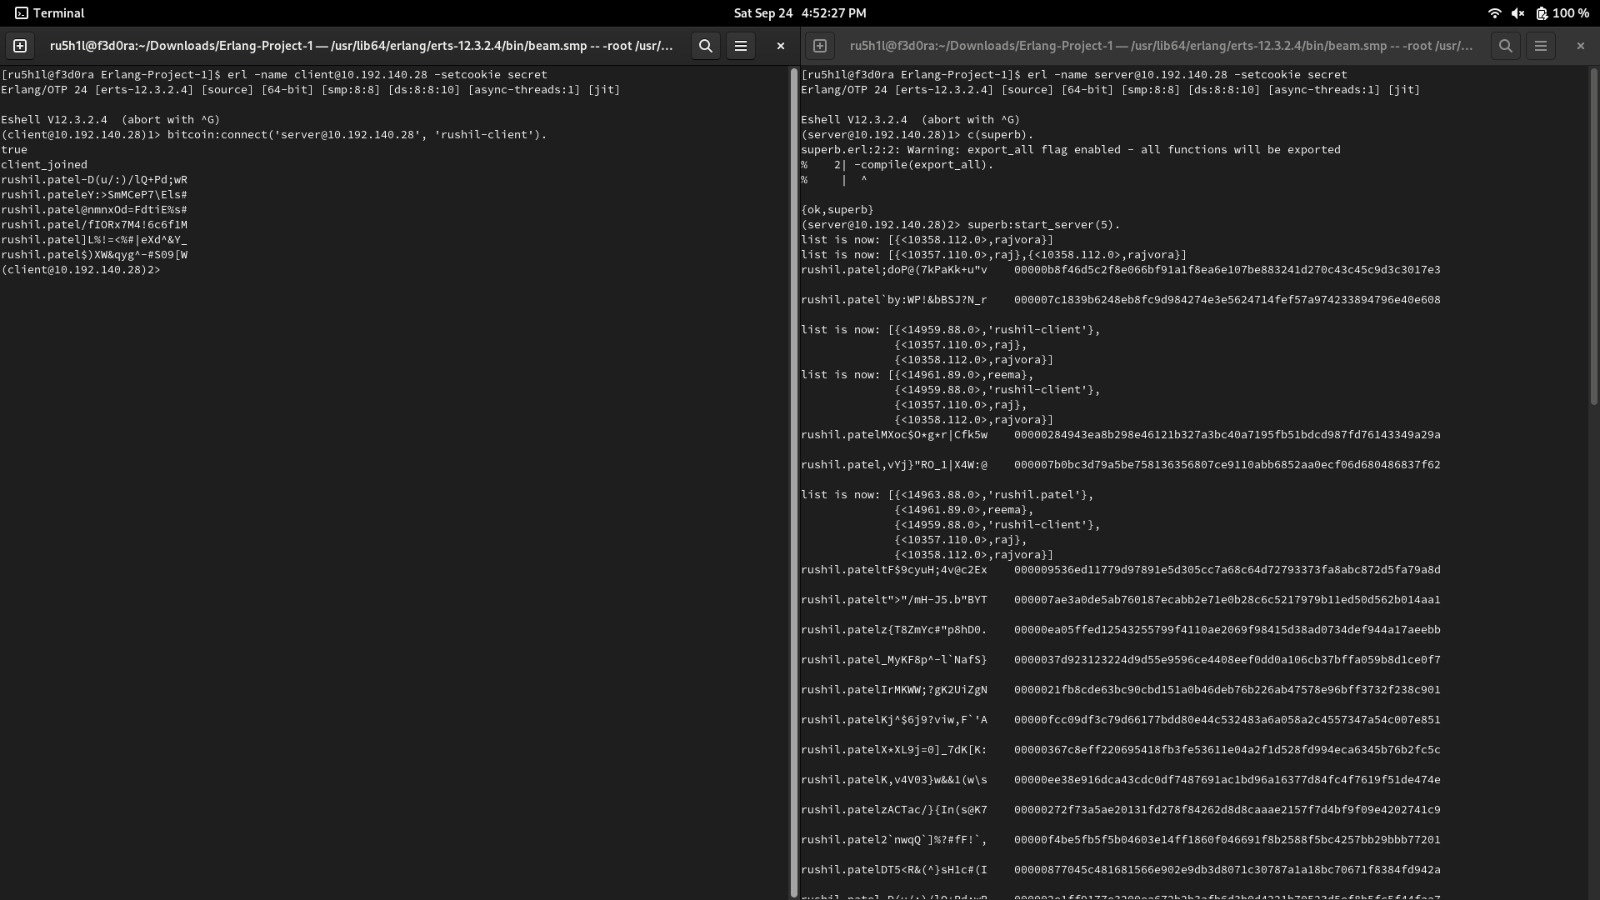 Terminal
Sat Sep 24 4:52:27 PM
100 %
ru5h1l@f3d0ra:~/Downloads/Erlang-Project-1 — /usr/lib64/erlang/erts-12.3.2.4/bin/beam.smp -- -root /usr/...
[ru5h1l@f3d0ra Erlang-Project-1]$ erl -name client@10.192.140.28 -setcookie secret
Erlang/OTP 24 [erts-12.3.2.4] [source] [64-bit] [smp:8:8] [ds:8:8:10] [async-threads:1] [jit]
Eshell V12.3.2.4  (abort with ^G)
(client@10.192.140.28)1> bitcoin:connect('server@10.192.140.28', 'rushil-client').
true
client_joined
rushil.patel-D(u/:)/lQ+Pd;wR
rushil.pateleY:>SmMCeP7\Els#
rushil.patel@nmnxOd=FdtiE%s#
rushil.patel/fIORx7M4!6c6f1M
rushil.patel]L%!=<%#|eXd^&Y_
rushil.patel$)XW&qyg^-#S09[W
(client@10.192.140.28)2>
ru5h1l@f3d0ra:~/Downloads/Erlang-Project-1 — /usr/lib64/erlang/erts-12.3.2.4/bin/beam.smp -- -root /usr/...
[ru5h1l@f3d0ra Erlang-Project-1]$ erl -name server@10.192.140.28 -setcookie secret
Erlang/OTP 24 [erts-12.3.2.4] [source] [64-bit] [smp:8:8] [ds:8:8:10] [async-threads:1] [jit]
Eshell V12.3.2.4  (abort with ^G)
(server@10.192.140.28)1> c(superb).
superb.erl:2:2: Warning: export_all flag enabled - all functions will be exported
%    2| -compile(export_all).
%     |  ^
{ok,superb}
(server@10.192.140.28)2> superb:start_server(5).
list is now: [{<10358.112.0>,rajvora}]
list is now: [{<10357.110.0>,raj},{<10358.112.0>,rajvora}]
rushil.patel;doP@(7kPaKk+u"v    00000b8f46d5c2f8e066bf91a1f8ea6e107be883241d270c43c45c9d3c3017e3
rushil.patel`by:WP!&bBSJ?N_r    000007c1839b6248eb8fc9d984274e3e5624714fef57a974233894796e40e608
list is now: [{<14959.88.0>,'rushil-client'},
{<10357.110.0>,raj},
{<10358.112.0>,rajvora}]
list is now: [{<14961.89.0>,reema},
{<14959.88.0>,'rushil-client'},
{<10357.110.0>,raj},
{<10358.112.0>,rajvora}]
rushil.patelMXoc$O*g*r|Cfk5w    00000284943ea8b298e46121b327a3bc40a7195fb51bdcd987fd76143349a29a
rushil.patel,vYj}"RO_1|X4W:@    000007b0bc3d79a5be758136356807ce9110abb6852aa0ecf06d680486837f62
list is now: [{<14963.88.0>,'rushil.patel'},
{<14961.89.0>,reema},
{<14959.88.0>,'rushil-client'},
{<10357.110.0>,raj},
{<10358.112.0>,rajvora}]
rushil.pateltF$9cyuH;4v@c2Ex    000009536ed11779d97891e5d305cc7a68c64d72793373fa8abc872d5fa79a8d
rushil.patelt">"/mH-J5.b"BYT    000007ae3a0de5ab760187ecabb2e71e0b28c6c5217979b11ed50d562b014aa1
rushil.patelz{T8ZmYc#"p8hD0.    00000ea05ffed12543255799f4110ae2069f98415d38ad0734def944a17aeebb
rushil.patel_MyKF8p^-l`NafS}    0000037d923123224d9d55e9596ce4408eef0dd0a106cb37bffa059b8d1ce0f7
rushil.patelIrMKWW;?gK2UiZgN    0000021fb8cde63bc90cbd151a0b46deb76b226ab47578e96bff3732f238c901
rushil.patelKj^$6j9?viw,F`'A    00000fcc09df3c79d66177bdd80e44c532483a6a058a2c4557347a54c007e851
rushil.patelX*XL9j=0]_7dK[K:    00000367c8eff220695418fb3fe53611e04a2f1d528fd994eca6345b76b2fc5c
rushil.patelK,v4V03}w&&1(w\s    00000ee38e916dca43cdc0df7487691ac1bd96a16377d84fc4f7619f51de474e
rushil.patelzACTac/}{In(s@K7    00000272f73a5ae20131fd278f84262d8d8caaae2157f7d4bf9f09e4202741c9
rushil.patel2`nwqQ`]%?#fF!`,    00000f4be5fb5f5b04603e14ff1860f046691f8b2588f5bc4257bb29bbb77201
rushil.patelDT5<R&(^}sH1c#(I    00000877045c481681566e902e9db3d8071c30787a1a18bc70671f8384fd942a
rushil.patel-D(u/:)/lQ+Pd;wR